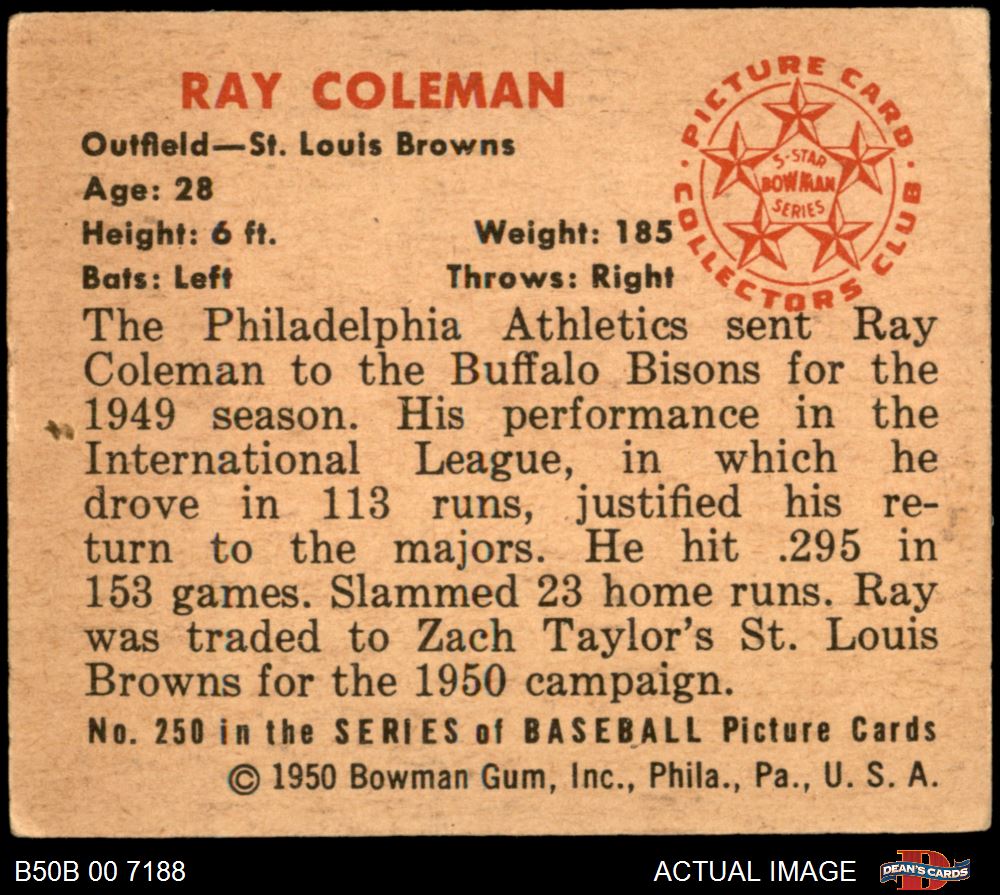 RAY COLEMAN
Outfield—St. Louis Browns
Age: 28
Height: 6 ft. Weight: 185
Bats: Left Throws: Right
PICTURE CARD COLLECTORS CLUB
5-STAR
BOWMAN
SERIES
The Philadelphia Athletics sent Ray
Coleman to the Buffalo Bisons for the
1949 season. His performance in the
International League, in which he
drove in 113 runs, justified his re-
turn to the majors. He hit .295 in
153 games. Slammed 23 home runs. Ray
was traded to Zach Taylor's St. Louis
Browns for the 1950 campaign.
No. 250 in the SERIES of BASEBALL Picture Cards
© 1950 Bowman Gum, Inc., Phila., Pa., U. S. A.
B50B 00 7188
ACTUAL IMAGE
D
DEAN'S CARDS